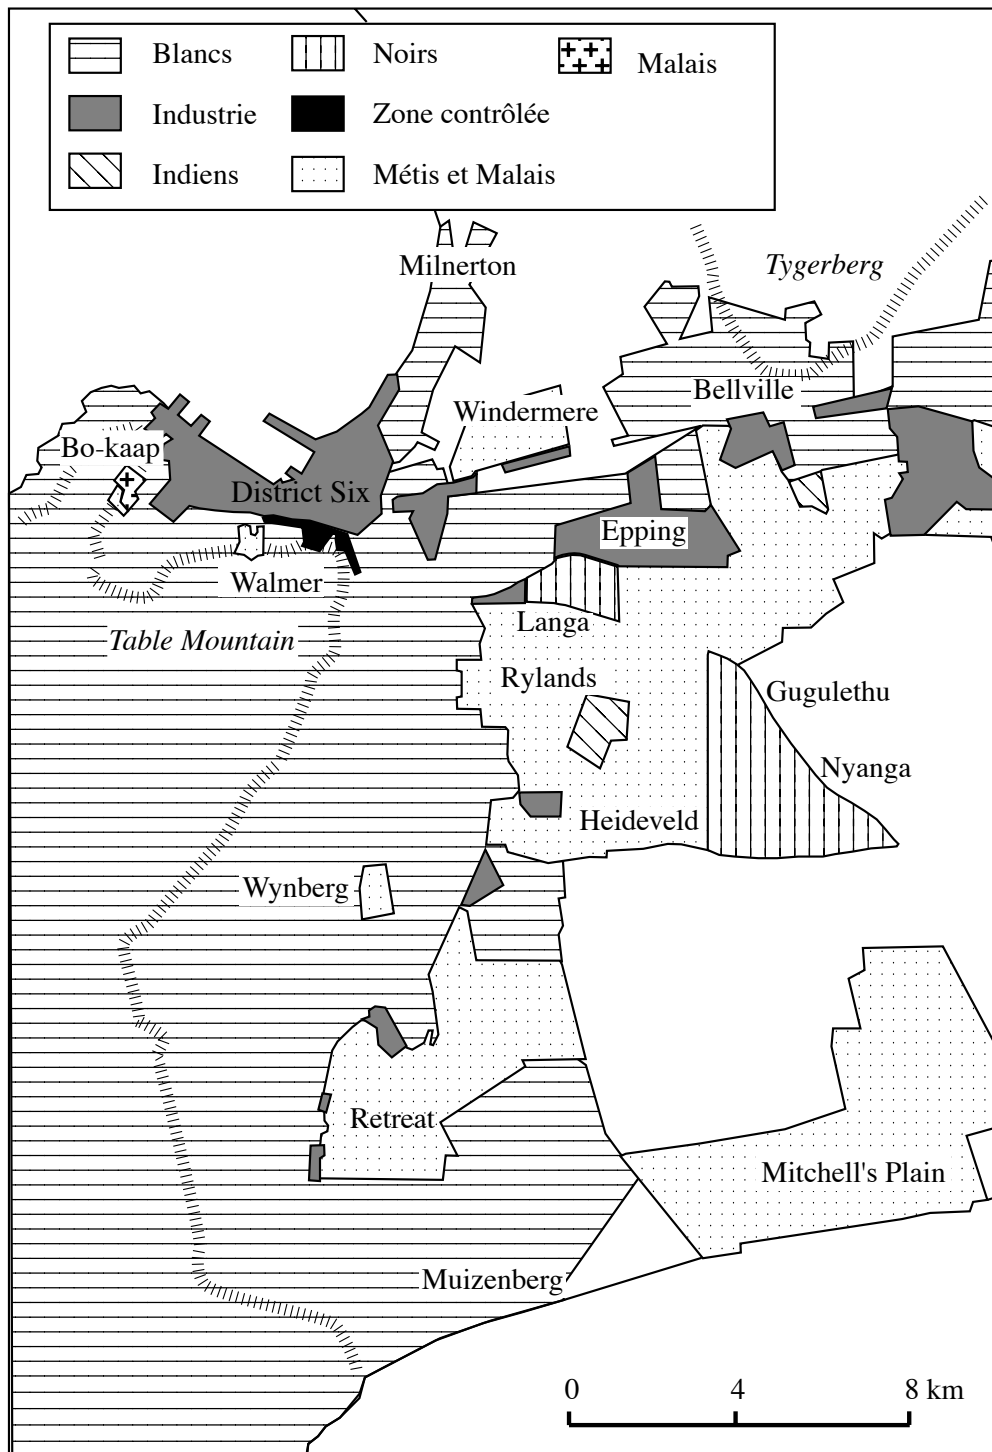 Blancs
Noirs
Malais
Industrie
Zone contrôlée
Indiens
Métis et Malais
Milnerton
Tygerberg
Bellville
Windermere
Bo-kaap
District Six
Epping
Walmer
Langa
Table Mountain
Rylands
Gugulethu
Nyanga
Heideveld
Wynberg
Retreat
Mitchell's Plain
Muizenberg
0 4 8 km